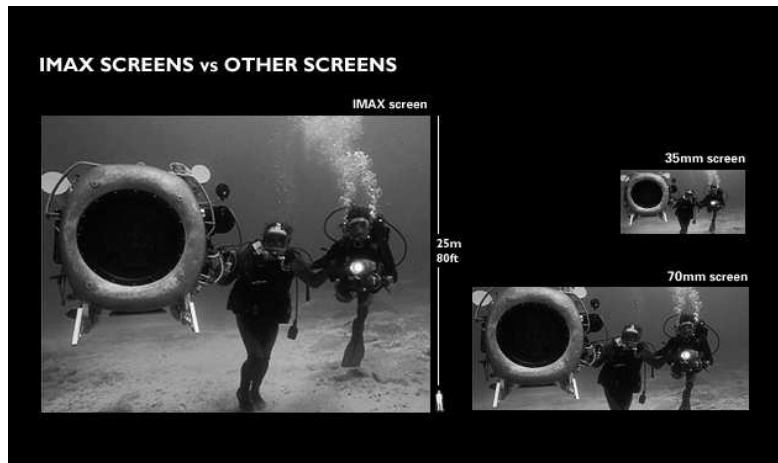 IMAX SCREENS vs OTHER SCREENS
IMAX screen
35mm screen
25m
80ft
70mm screen